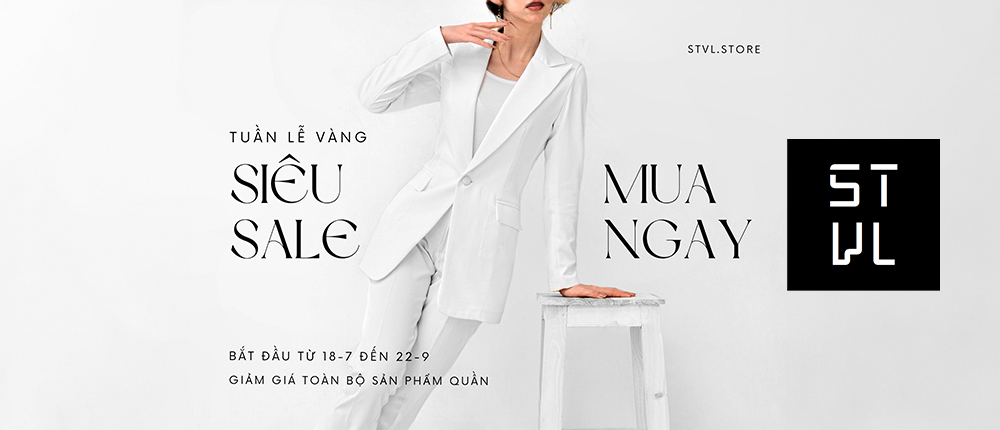 STVL.STORE
TUẦN LỄ VÀNG
SIÊU
SALE
MUA
NGAY
ST
VL
BẮT ĐẦU TỪ 18-7 ĐẾN 22-9
GIẢM GIÁ TOÀN BỘ SẢN PHẨM QUẦN